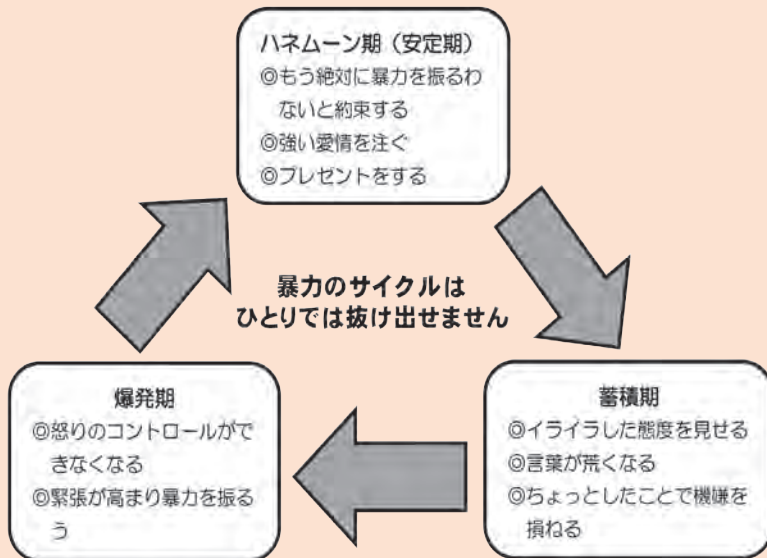 ハネムーン期（安定期）
◎もう絶対に暴力を振るわ
ないと約束する
◎強い愛情を注ぐ
◎プレゼントをする
暴力のサイクルは
ひとりでは抜け出せません
爆発期
◎怒りのコントロールがで
きなくなる
◎緊張が高まり暴力を振る
う
蓄積期
◎イライラした態度を見せる
◎言葉が荒くなる
◎ちょっとしたことで機嫌を
損ねる